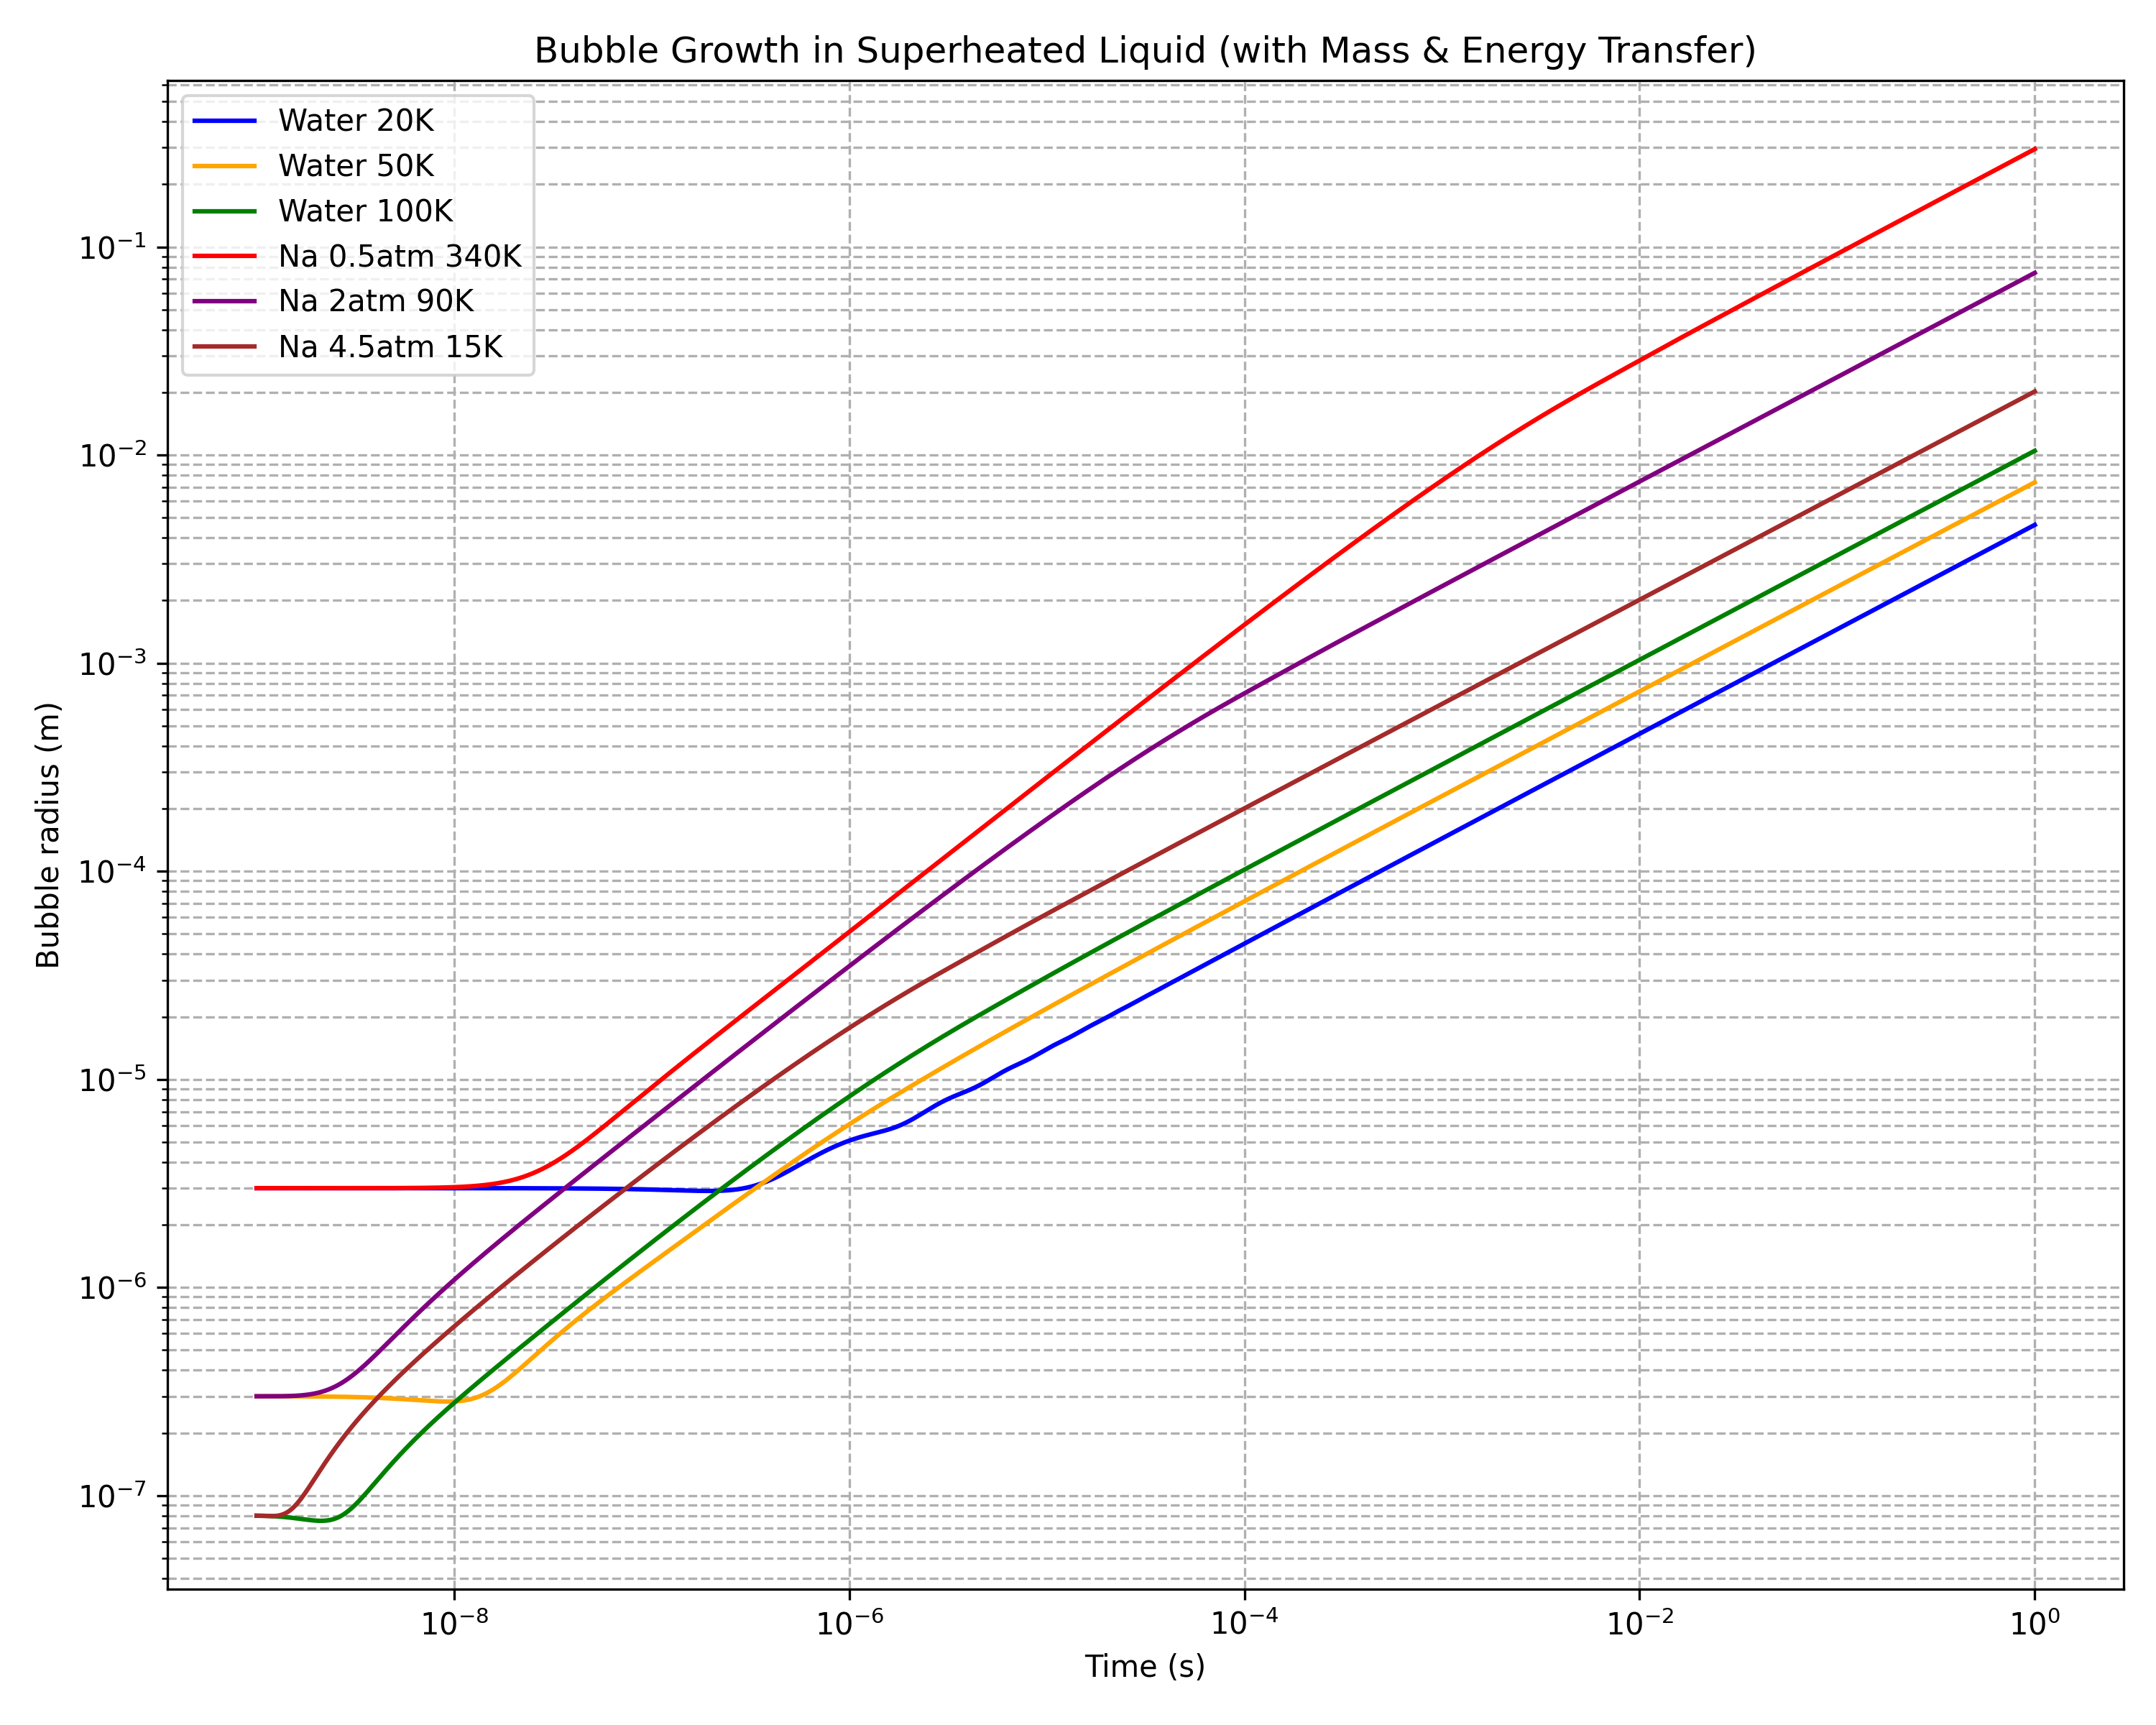 Bubble Growth in Superheated Liquid (with Mass & Energy Transfer)
Water 20K
Water 50K
Water 100K
Na 0.5atm 340K
Na 2atm 90K
Na 4.5atm 15K
Bubble radius (m)
10⁻¹
10⁻²
10⁻³
10⁻⁴
10⁻⁵
10⁻⁶
10⁻⁷
10⁻⁸ 10⁻⁶ 10⁻⁴ 10⁻² 10⁰
Time (s)